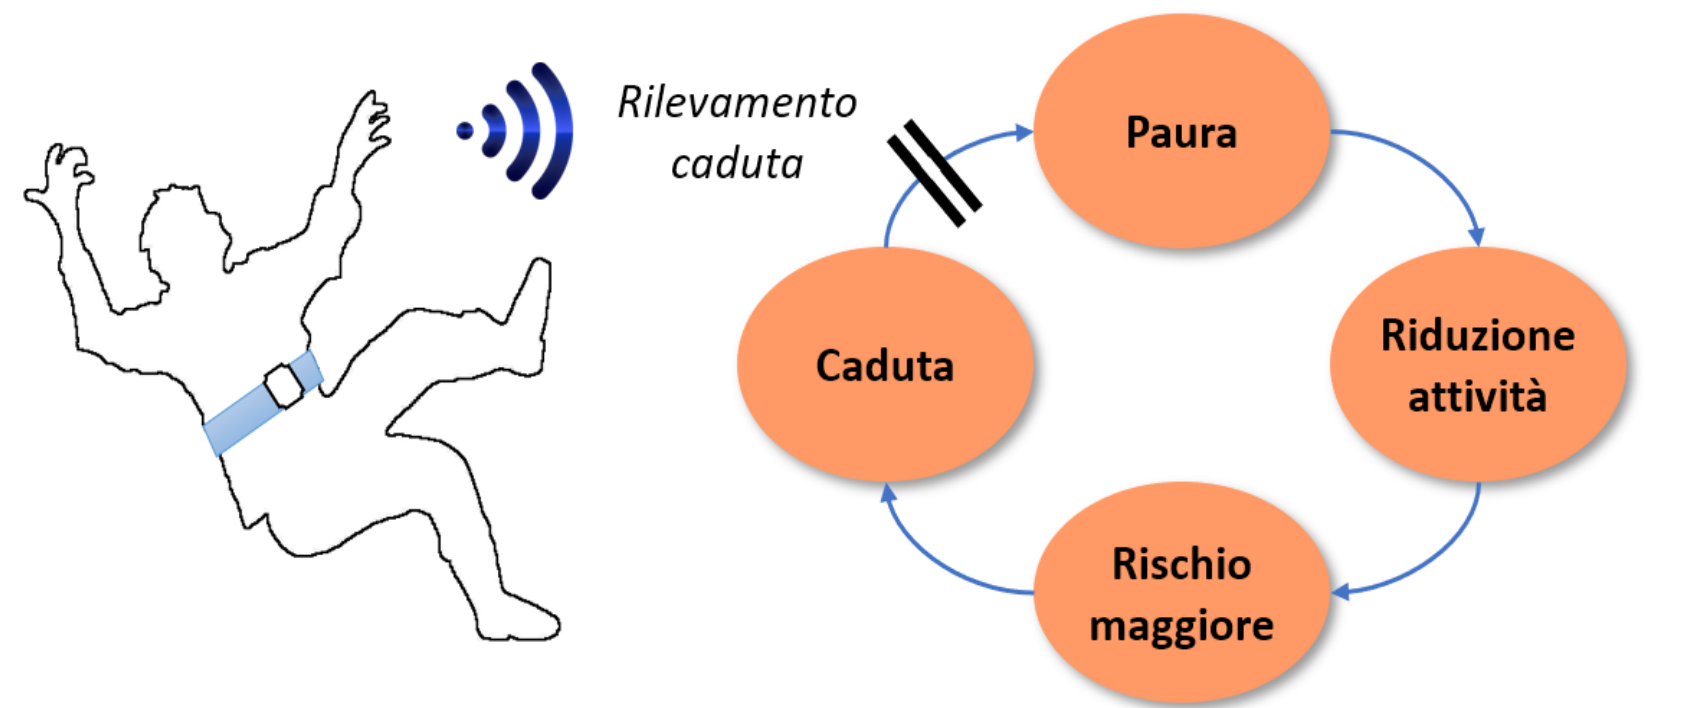 Rilevamento
caduta
Paura
Riduzione
attività
Rischio
maggiore
Caduta